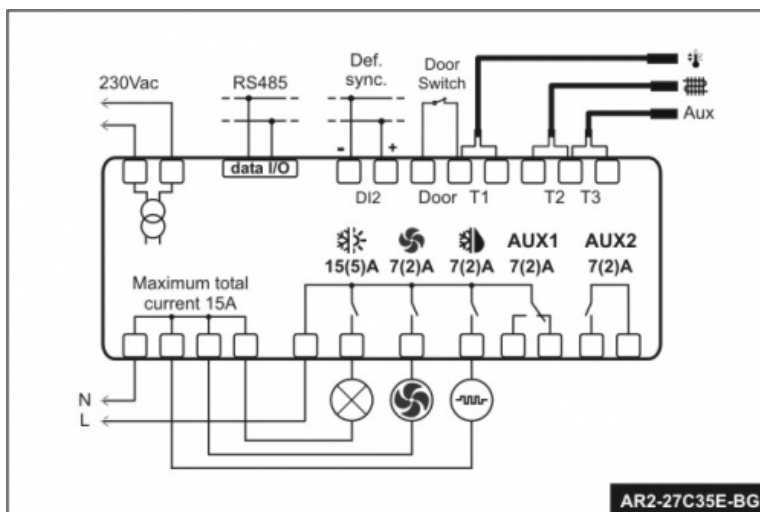 230Vac
RS485
Def.
sync.
Door
Switch
Aux
- +
data I/O
DI2
Door
T1
T2
T3
AUX1
AUX2
15(5)A
7(2)A
7(2)A
7(2)A
7(2)A
Maximum total
current 15A
N
L
AR2-27C35E-BG